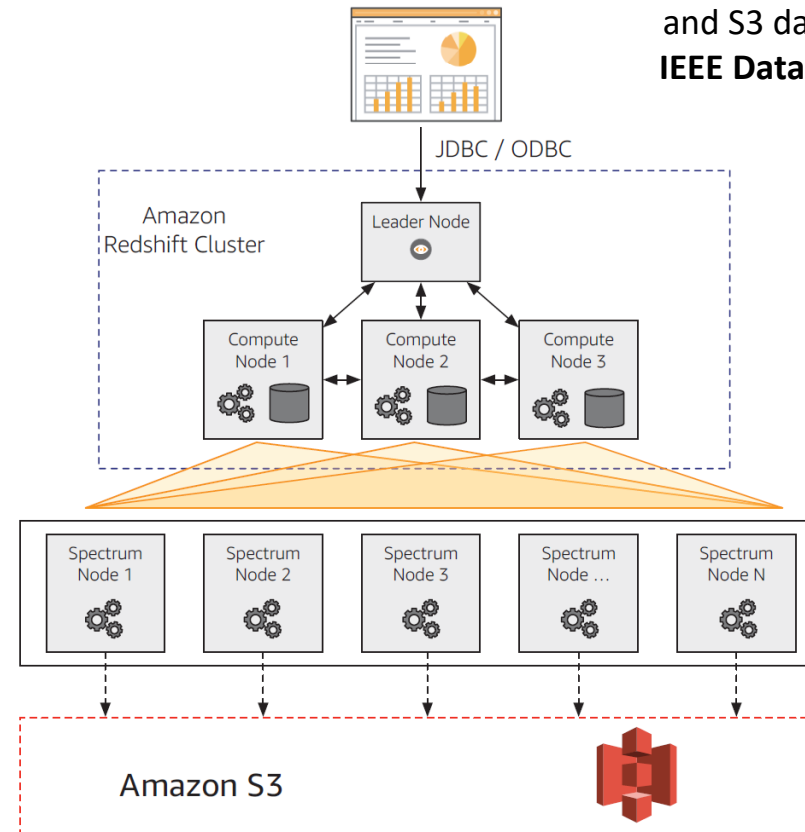 and S3 da
IEEE Data
JDBC / ODBC
Amazon
Redshift Cluster
Leader Node
Compute
Node 1
Compute
Node 2
Compute
Node 3
Spectrum
Node 1
Spectrum
Node 2
Spectrum
Node 3
Spectrum
Node ...
Spectrum
Node N
Amazon S3